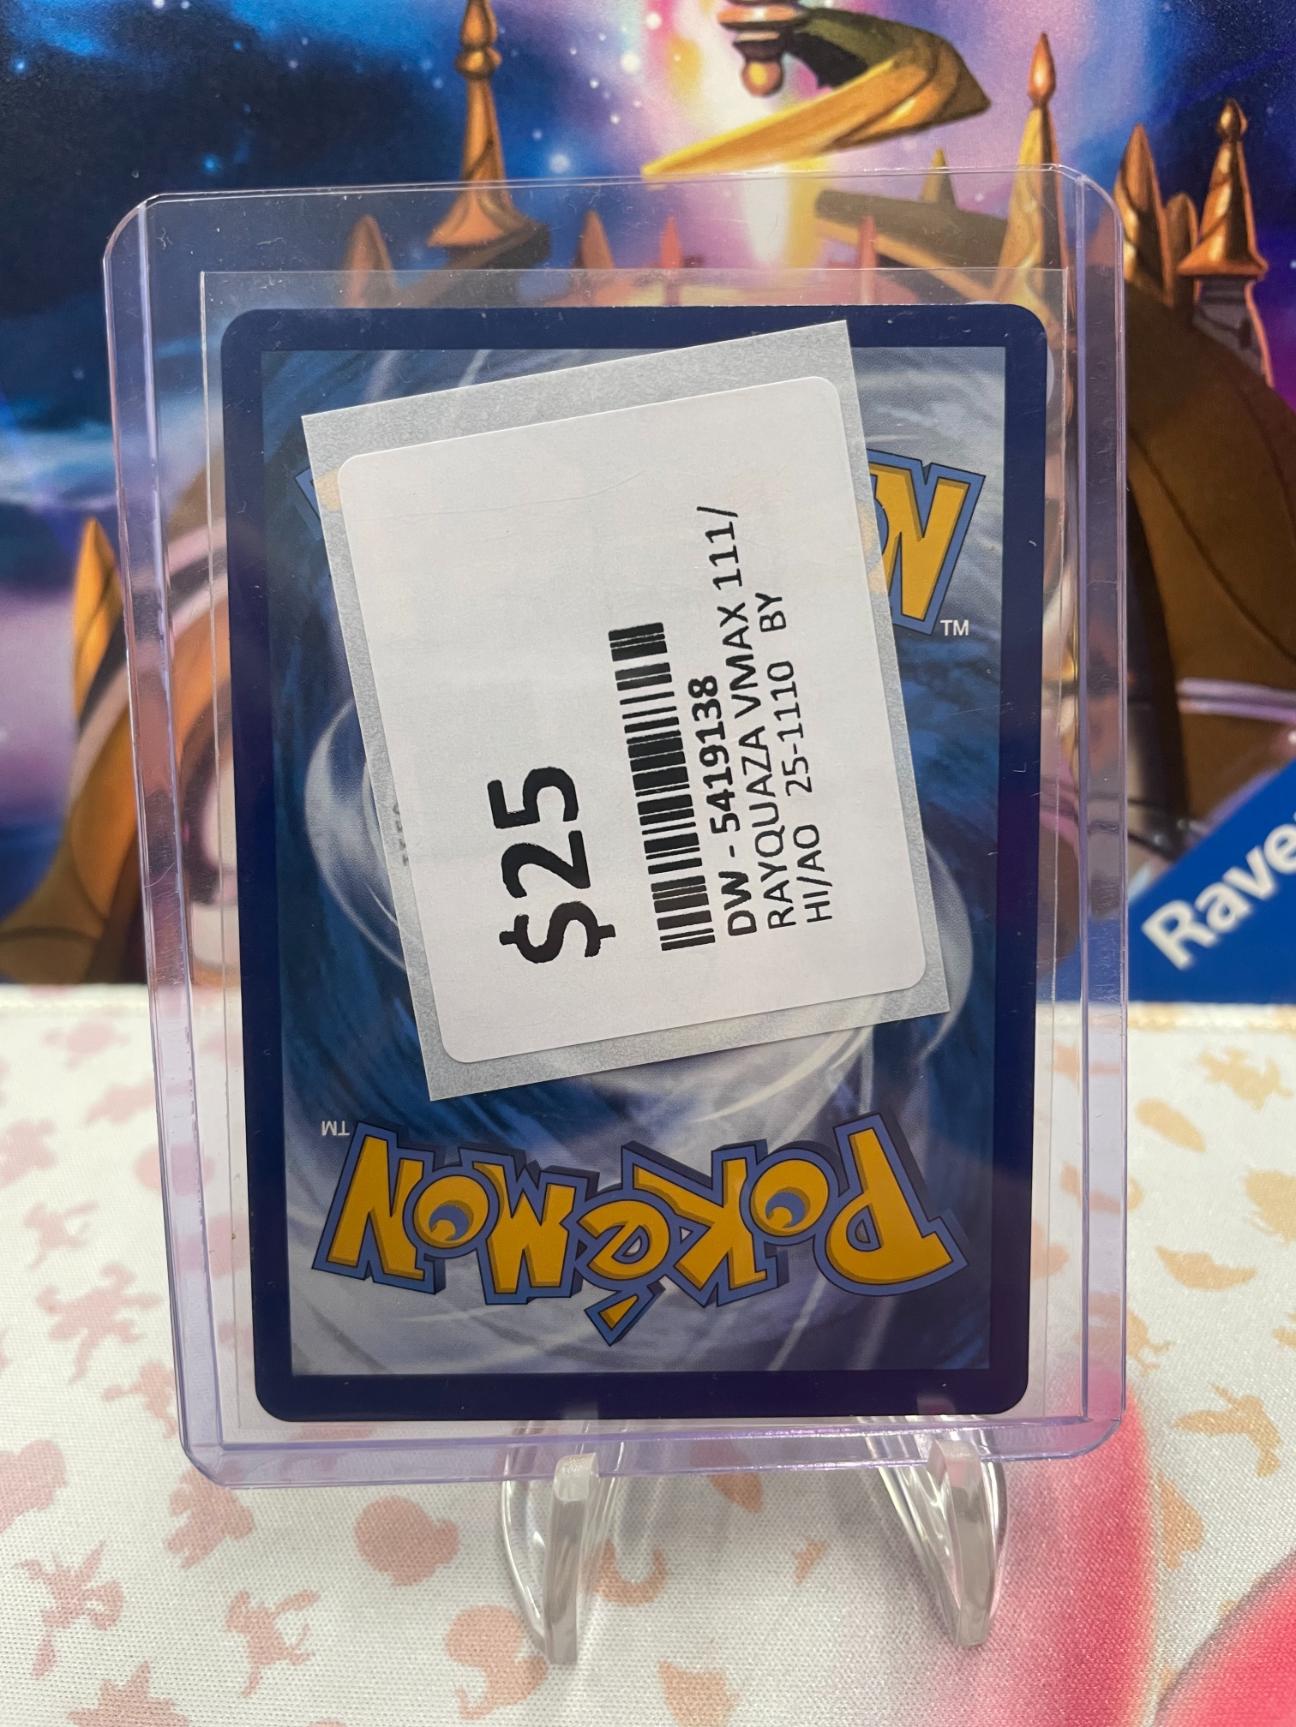 $25
DW - 5419138
RAYQUAZA VMAX 111/
HI/AO 25-1110 BY
TM
POKéMON
TM
Rave